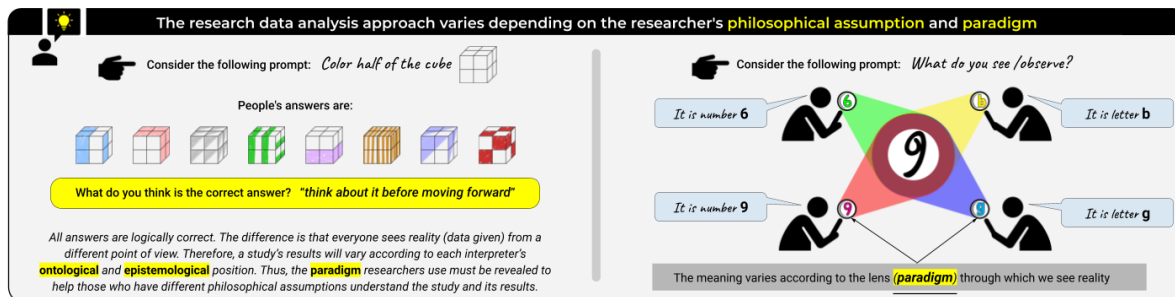 The research data analysis approach varies depending on the researcher's philosophical assumption and paradigm
Consider the following prompt: Color half of the cube
People's answers are:
What do you think is the correct answer? "think about it before moving forward"
All answers are logically correct. The difference is that everyone sees reality (data given) from a
different point of view. Therefore, a study's results will vary according to each interpreter's
ontological and epistemological position. Thus, the paradigm researchers use must be revealed to
help those who have different philosophical assumptions understand the study and its results.
Consider the following prompt: What do you see /observe?
It is number 6
6
b
It is letter b
9
It is number 9
9
g
It is letter g
The meaning varies according to the lens (paradigm) through which we see reality